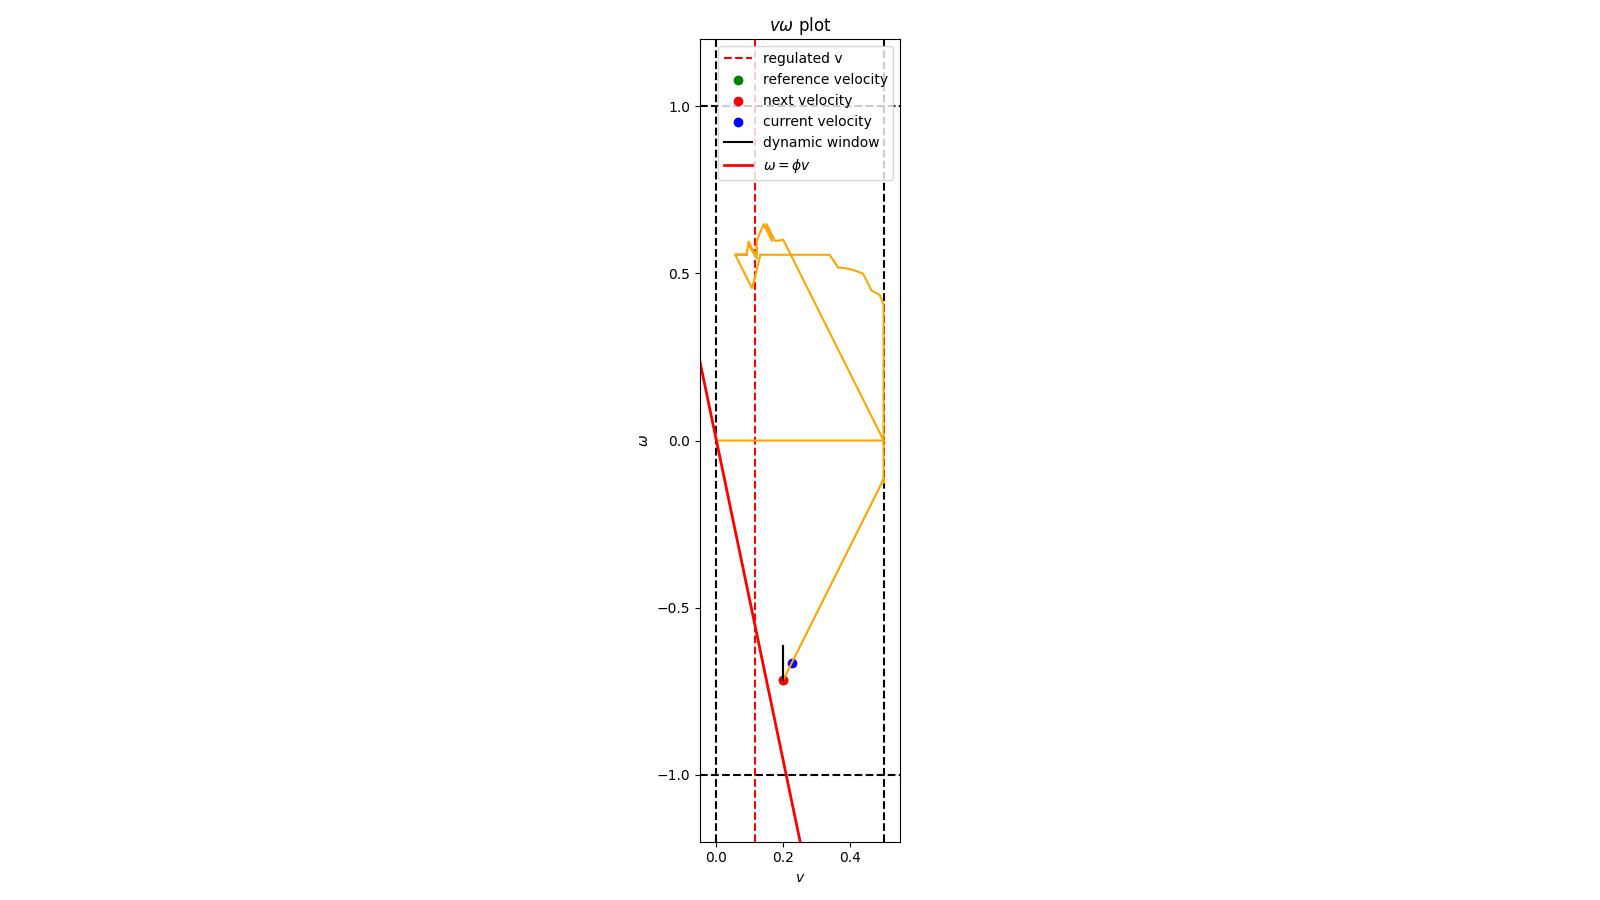 vω plot
regulated v
reference velocity
next velocity
current velocity
dynamic window
ω = ϕv
1.0
0.5
0.0
−0.5
−1.0
ω
0.0 0.2 0.4
v